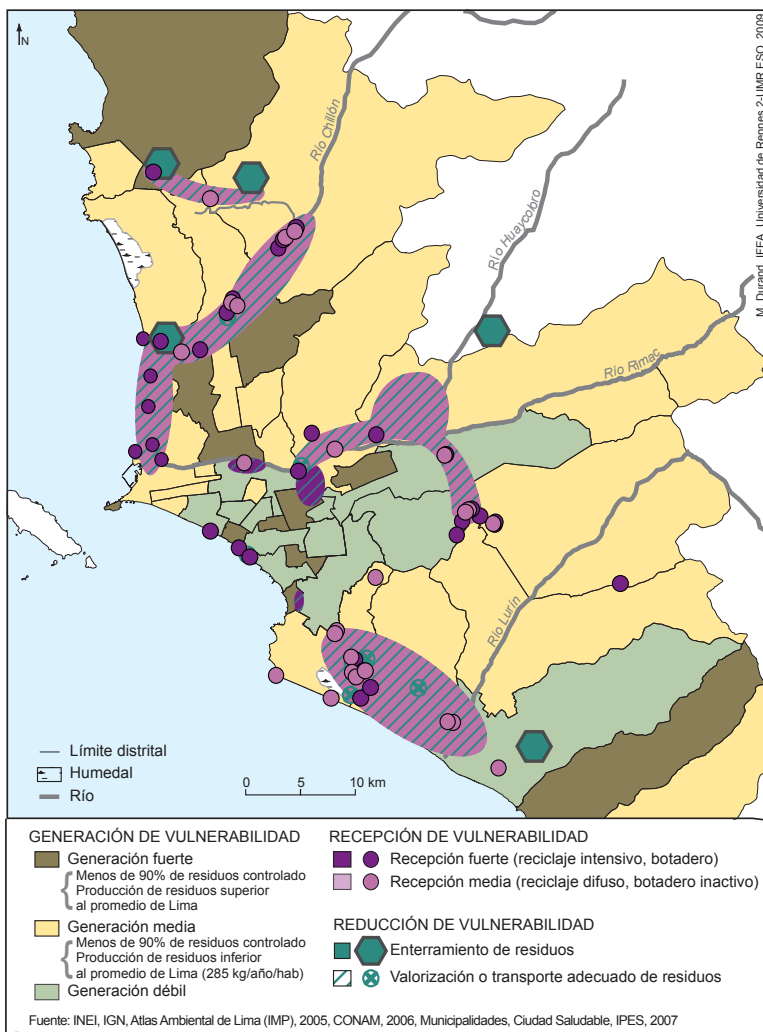 N
Río Chillón
Río Huaycoloro
Río Rímac
Río Lurín
M. Durand, IFEA, Universidad de Rennes 2-UMR ESO, 2009
Límite distrital
Humedal
Río
0 5 10 km
GENERACIÓN DE VULNERABILIDAD
Generación fuerte
Menos de 90% de residuos controlado
Producción de residuos superior
al promedio de Lima
Generación media
Menos de 90% de residuos controlado
Producción de residuos inferior
al promedio de Lima (285 kg/año/hab)
Generación débil
RECEPCIÓN DE VULNERABILIDAD
Recepción fuerte (reciclaje intensivo, botadero)
Recepción media (reciclaje difuso, botadero inactivo)
REDUCCIÓN DE VULNERABILIDAD
Enterramiento de residuos
Valorización o transporte adecuado de residuos
Fuente: INEI, IGN, Atlas Ambiental de Lima (IMP), 2005, CONAM, 2006, Municipalidades, Ciudad Saludable, IPES, 2007